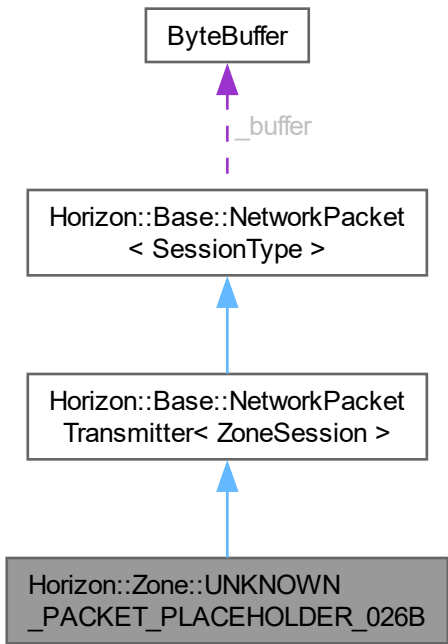 ByteBuffer
_buffer
Horizon::Base::NetworkPacket
< SessionType >
Horizon::Base::NetworkPacket
Transmitter< ZoneSession >
Horizon::Zone::UNKNOWN
_PACKET_PLACEHOLDER_026B